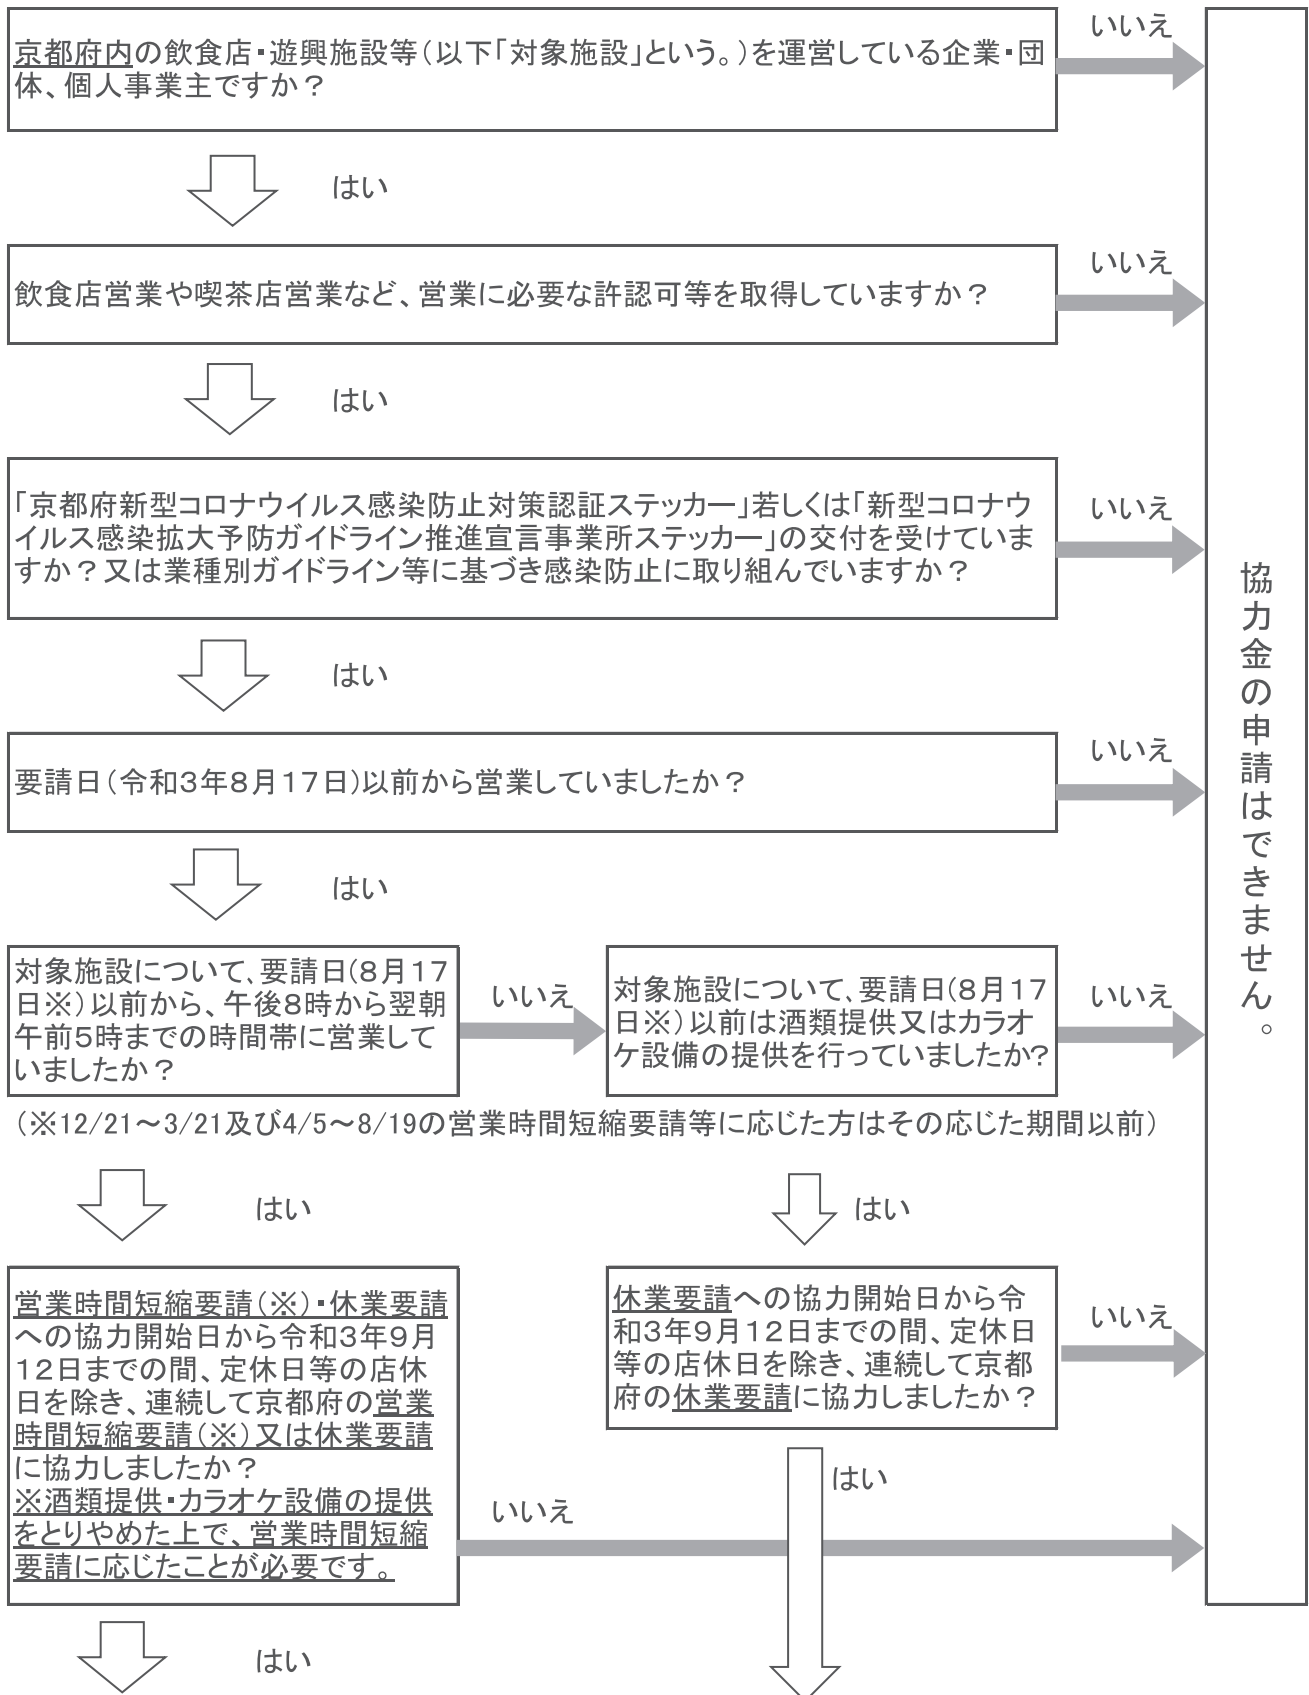 京都府内の飲食店・遊興施設等(以下「対象施設」という。)を運営している企業・団
体、個人事業主ですか?
いいえ
はい
飲食店営業や喫茶店営業など、営業に必要な許認可等を取得していますか?
いいえ
はい
「京都府新型コロナウイルス感染防止対策認証ステッカー」若しくは「新型コロナウ
イルス感染拡大予防ガイドライン推進宣言事業所ステッカー」の交付を受けていま
すか?又は業種別ガイドライン等に基づき感染防止に取り組んでいますか?
いいえ
はい
要請日(令和3年8月17日)以前から営業していましたか?
いいえ
はい
対象施設について、要請日(8月17
日※)以前から、午後8時から翌朝
午前5時までの時間帯に営業して
いましたか?
いいえ
対象施設について、要請日(8月17
日※)以前は酒類提供又はカラオ
ケ設備の提供を行っていましたか?
いいえ
(※12/21~3/21及び4/5~8/19の営業時間短縮要請等に応じた方はその応じた期間以前)
はい
はい
営業時間短縮要請(※)・休業要請
への協力開始日から令和3年9月
12日までの間、定休日等の店休
日を除き、連続して京都府の営業
時間短縮要請(※)又は休業要請
に協力しましたか?
※酒類提供・カラオケ設備の提供
をとりやめた上で、営業時間短縮
要請に応じたことが必要です。
いいえ
はい
休業要請への協力開始日から令
和3年9月12日までの間、定休日
等の店休日を除き、連続して京都
府の休業要請に協力しましたか?
いいえ
はい
協力金の申請はできません。